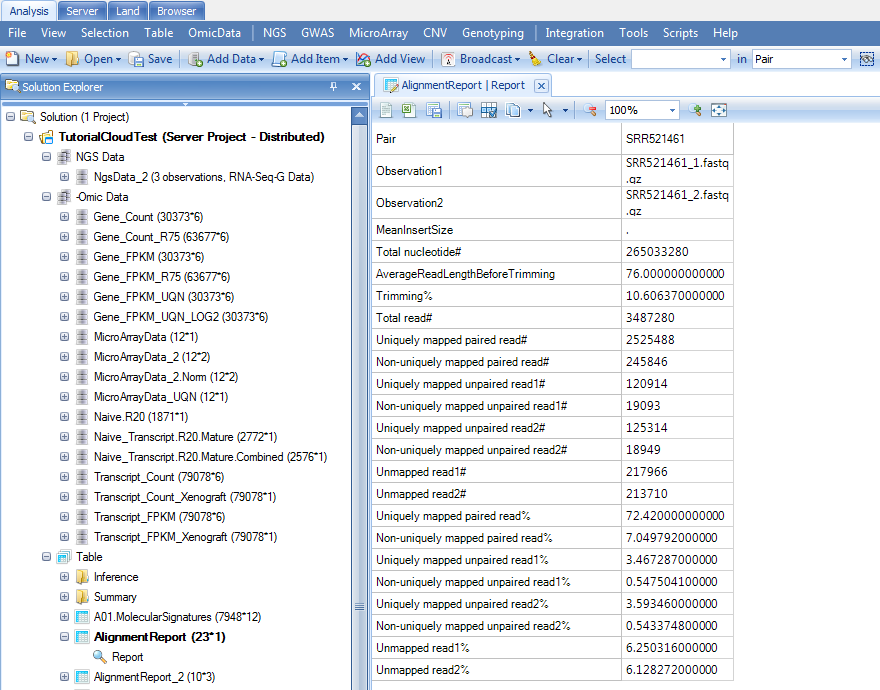 Analysis Server Land Browser
File View Selection Table OmicData NGS GWAS MicroArray CNV Genotyping Integration Tools Scripts Help
New Open Save Add Data Add Item Add View Broadcast Clear Select in Pair
Solution Explorer
Solution (1 Project)
TutorialCloudTest (Server Project - Distributed)
NGS Data
NgsData_2 (3 observations, RNA-Seq-G Data)
-Omic Data
Gene_Count (30373*6)
Gene_Count_R75 (63677*6)
Gene_FPKM (30373*6)
Gene_FPKM_R75 (63677*6)
Gene_FPKM_UQN (30373*6)
Gene_FPKM_UQN_LOG2 (30373*6)
MicroArrayData (12*1)
MicroArrayData_2 (12*2)
MicroArrayData_2.Norm (12*2)
MicroArrayData_UQN (12*1)
Naive.R20 (1871*1)
Naive_Transcript.R20.Mature (2772*1)
Naive_Transcript.R20.Mature.Combined (2576*1)
Transcript_Count (79078*6)
Transcript_Count_Xenograft (79078*1)
Transcript_FPKM (79078*6)
Transcript_FPKM_Xenograft (79078*1)
Table
Inference
Summary
A01.MolecularSignatures (7948*12)
AlignmentReport (23*1)
Report
AlignmentReport_2 (10*3)
AlignmentReport | Report
100%
Pair SRR521461
Observation1 SRR521461_1.fastq
.gz
Observation2 SRR521461_2.fastq
.gz
MeanInsertSize .
Total nucleotide# 265033280
AverageReadLengthBeforeTrimming 76.000000000000
Trimming% 10.606370000000
Total read# 3487280
Uniquely mapped paired read# 2525488
Non-uniquely mapped paired read# 245846
Uniquely mapped unpaired read1# 120914
Non-uniquely mapped unpaired read1# 19093
Uniquely mapped unpaired read2# 125314
Non-uniquely mapped unpaired read2# 18949
Unmapped read1# 217966
Unmapped read2# 213710
Uniquely mapped paired read% 72.420000000000
Non-uniquely mapped paired read% 7.049792000000
Uniquely mapped unpaired read1% 3.467287000000
Non-uniquely mapped unpaired read1% 0.547504100000
Uniquely mapped unpaired read2% 3.593460000000
Non-uniquely mapped unpaired read2% 0.543374800000
Unmapped read1% 6.250316000000
Unmapped read2% 6.128272000000